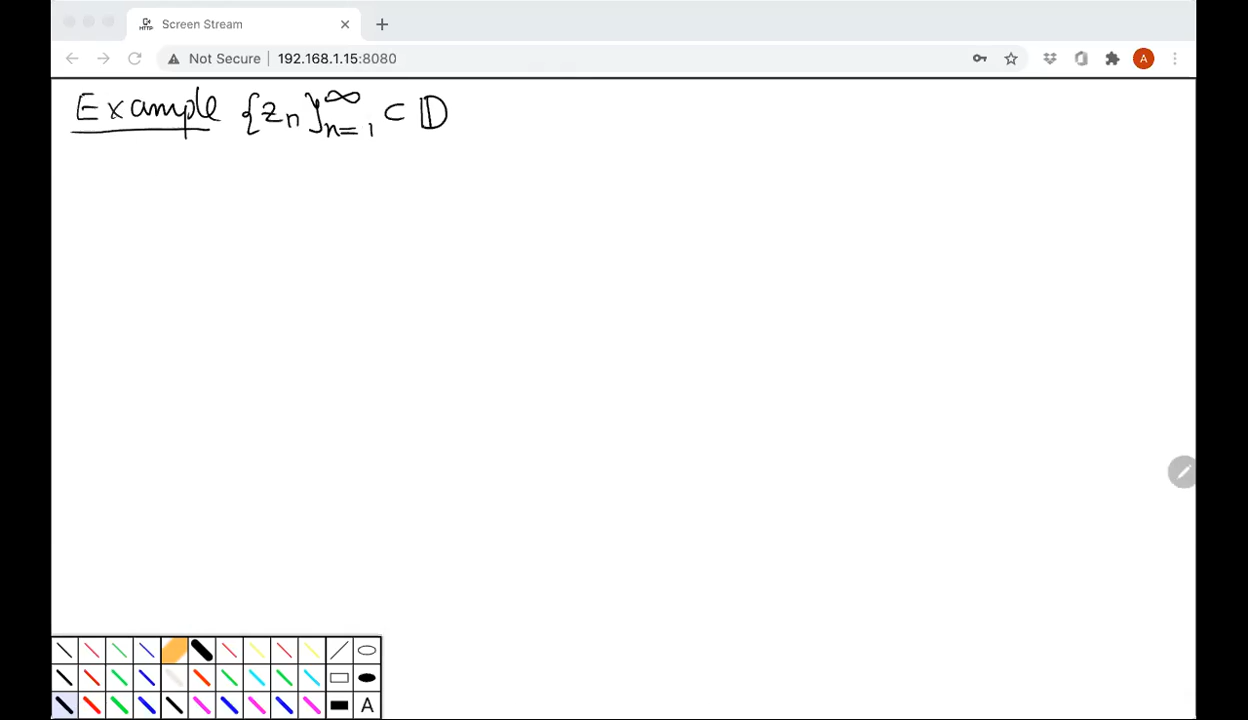 Screen Stream
Not Secure | 192.168.1.15:8080
A
Example {z_n}_{n=1}^∞ ⊂ 𝔻
A